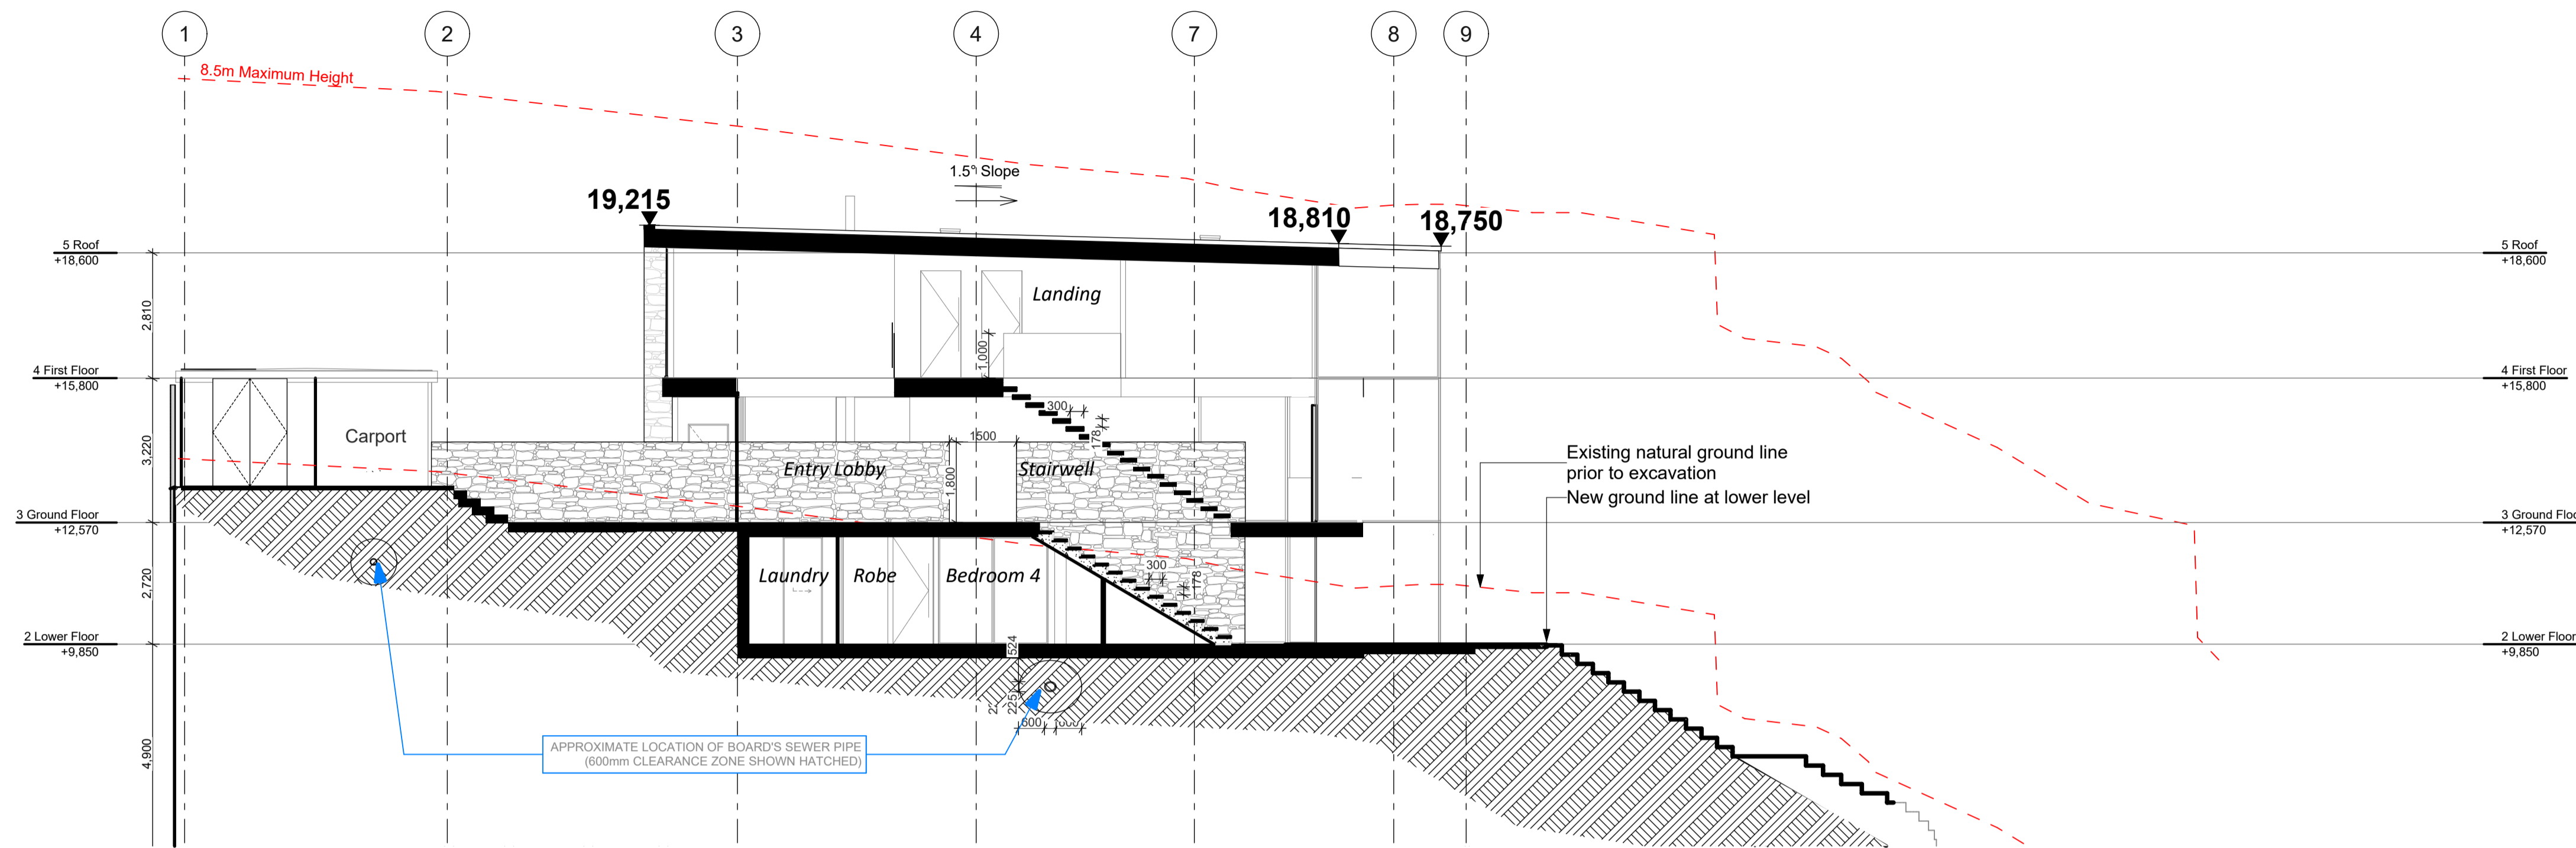 1
2
3
4
7
8
9
8.5m Maximum Height
1.5° Slope
19,215
18,810
18,750
5 Roof
+18,600
5 Roof
+18,600
2,810
Landing
1,000
4 First Floor
+15,800
4 First Floor
+15,800
Carport
300
178
1500
3,220
Entry Lobby
Stairwell
1,800
Existing natural ground line
prior to excavation
New ground line at lower level
3 Ground Floor
+12,570
3 Ground Floo
+12,570
2,720
Laundry
Robe
Bedroom 4
300
178
2 Lower Floor
+9,850
2 Lower Floor
+9,850
524
225
600
4,900
APPROXIMATE LOCATION OF BOARD'S SEWER PIPE
(600mm CLEARANCE ZONE SHOWN HATCHED)